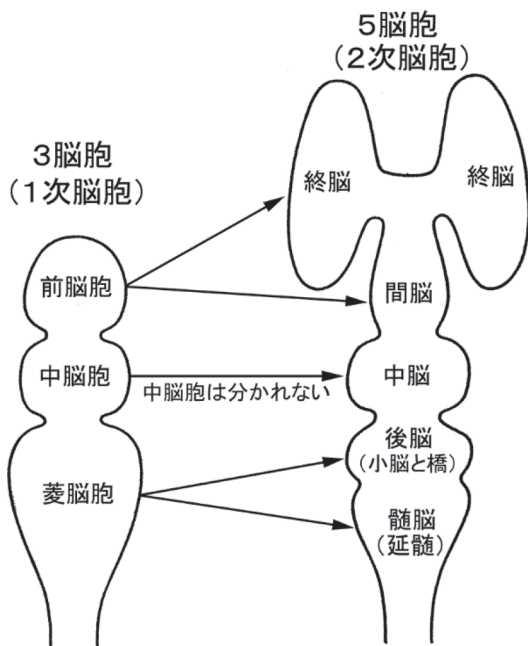 5脳胞
(2次脳胞)
3脳胞
(1次脳胞)
終脳
終脳
前脳胞
間脳
中脳胞
中脳胞は分かれない
中脳
後脳
(小脳と橋)
菱脳胞
髄脳
(延髄)